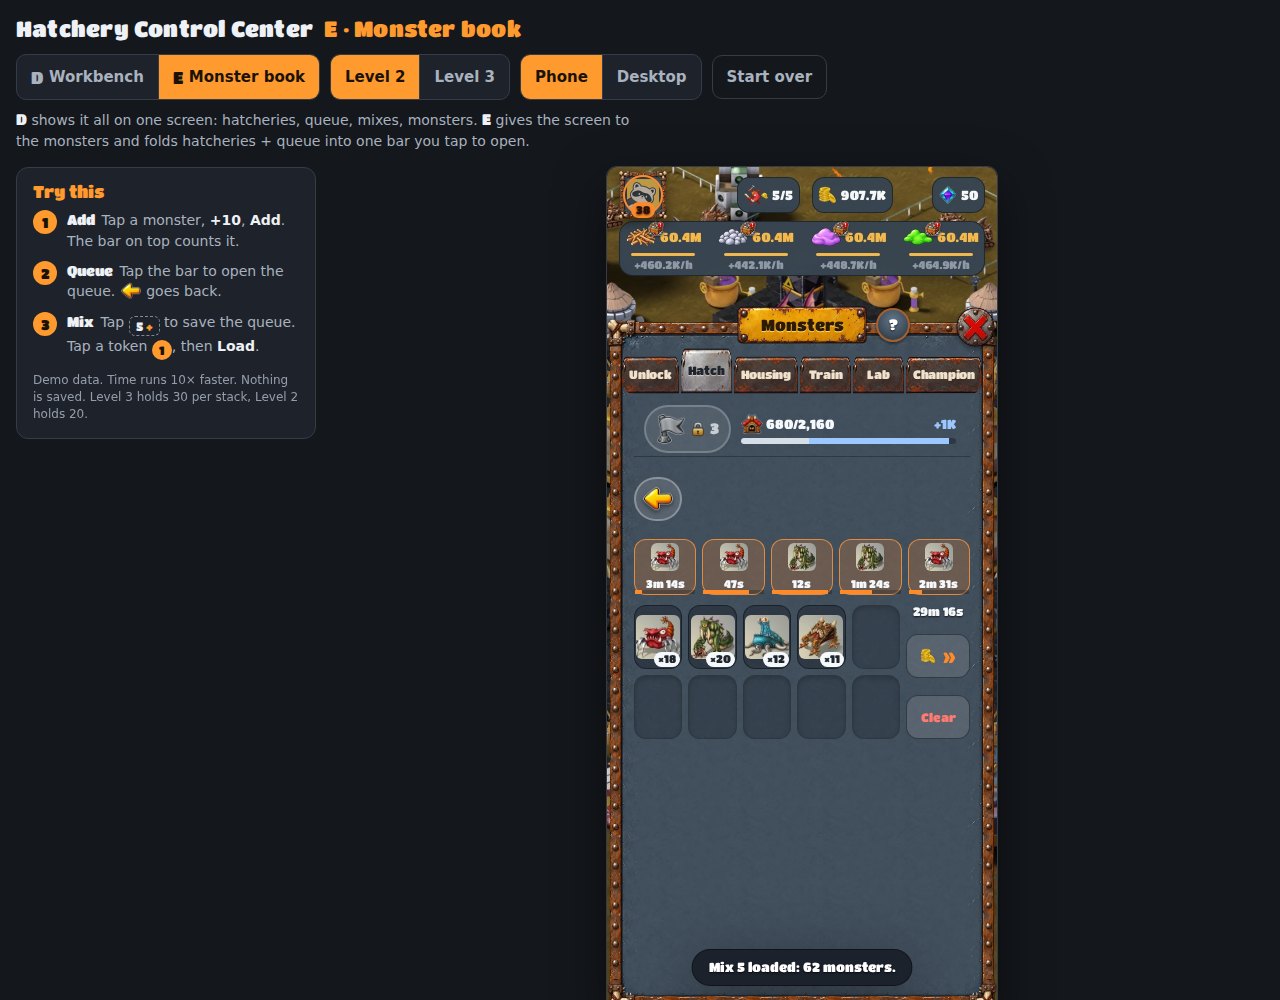 Hatchery Control Center E · Monster book
D Workbench E Monster book Level 2 Level 3 Phone Desktop Start over
D shows it all on one screen: hatcheries, queue, mixes, monsters. E gives the screen to
the monsters and folds hatcheries + queue into one bar you tap to open.
Try this
1 Add Tap a monster, +10, Add.
The bar on top counts it.
2 Queue Tap the bar to open the
queue. goes back.
3 Mix Tap 5 + to save the queue.
Tap a token 1, then Load.
Demo data. Time runs 10× faster. Nothing
is saved. Level 3 holds 30 per stack, Level 2
holds 20.
30 5/5 907.7K 50
60.4M 60.4M 60.4M 60.4M
+460.2K/h +442.1K/h +448.7K/h +464.9K/h
Monsters ?
Unlock Hatch Housing Train Lab Champion
3 680/2,160 +1K
3m 14s 47s 12s 1m 24s 2m 31s
29m 16s
×18 ×20 ×12 ×11 »
Clear
Mix 5 loaded: 62 monsters.